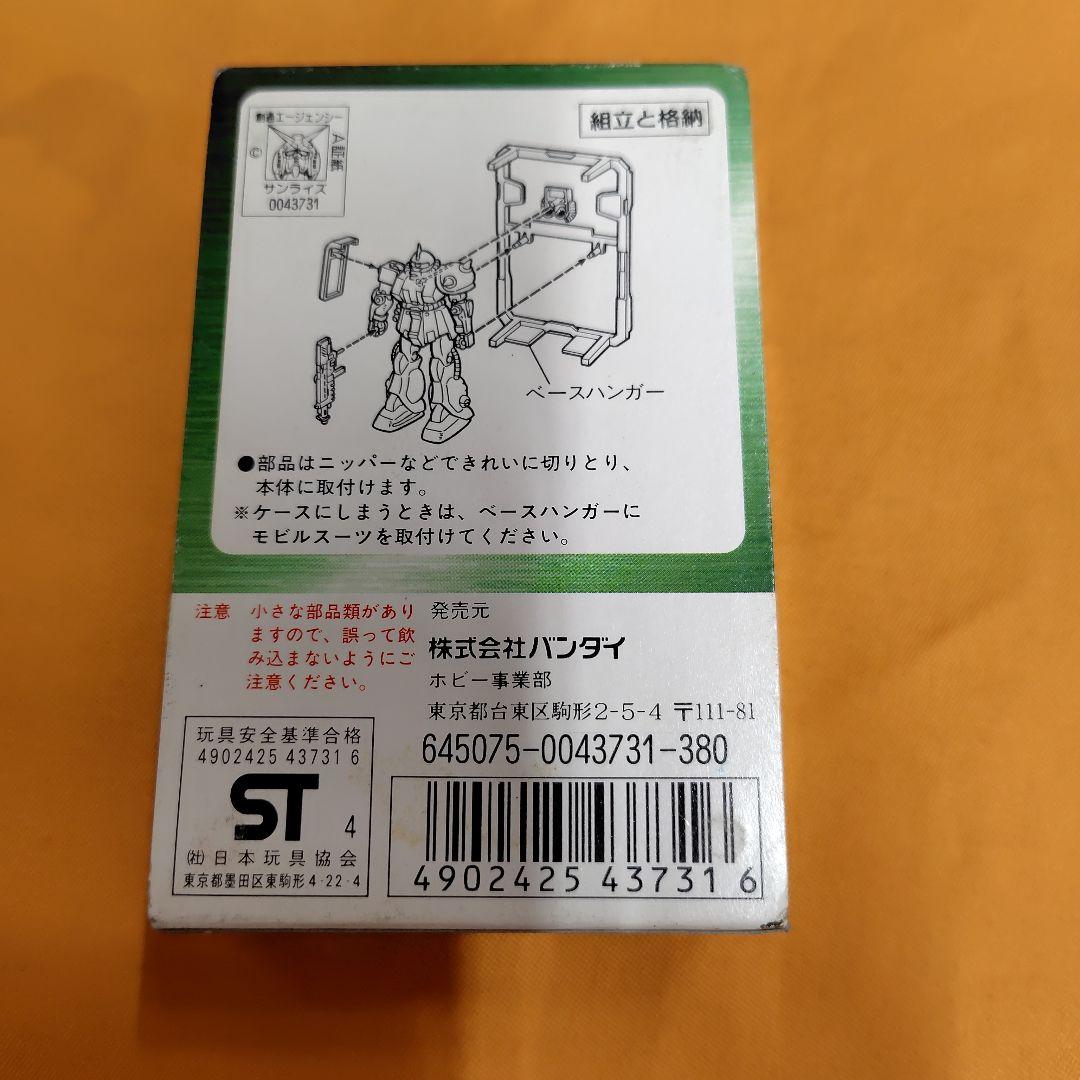 創通エージェンシー
A証紙
©
サンライズ
0043731
組立と格納
ベースハンガー
●部品はニッパーなどできれいに切りとり、
本体に取付けます。
※ケースにしまうときは、ベースハンガーに
モビルスーツを取付けてください。
注意 小さな部品類があり
ますので、誤って飲
み込まないようにご
注意ください。
発売元
株式会社バンダイ
ホビー事業部
東京都台東区駒形2-5-4 〒111-81
645075-0043731-380
玩具安全基準合格
4902425 43731 6
ST 4
㈳日本玩具協会
東京都墨田区東駒形4-22-4
4902425 437316